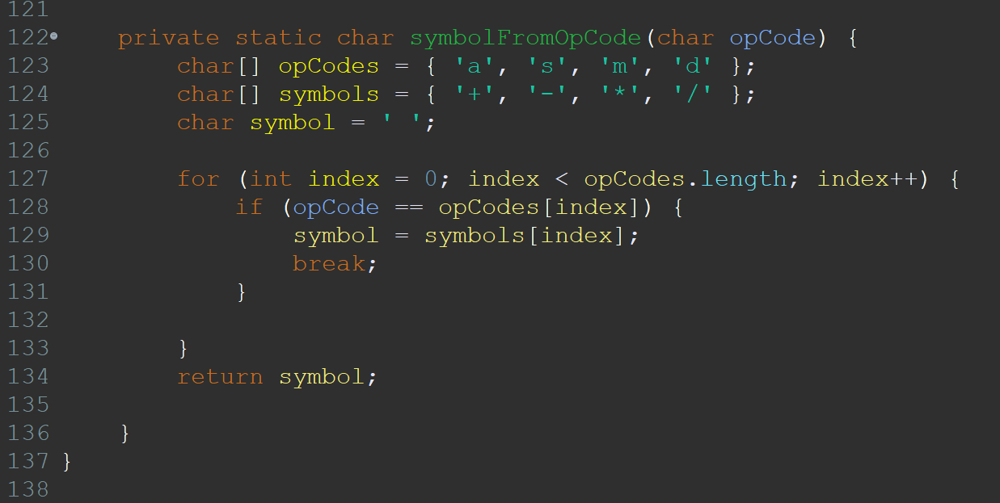 121
122 private static char symbolFromOpCode(char opCode) {
123 char[] opCodes = { 'a', 's', 'm', 'd' };
124 char[] symbols = { '+', '-', '*', '/' };
125 char symbol = ' ';
126
127 for (int index = 0; index < opCodes.length; index++) {
128 if (opCode == opCodes[index]) {
129 symbol = symbols[index];
130 break;
131 }
132
133 }
134 return symbol;
135
136 }
137 }
138